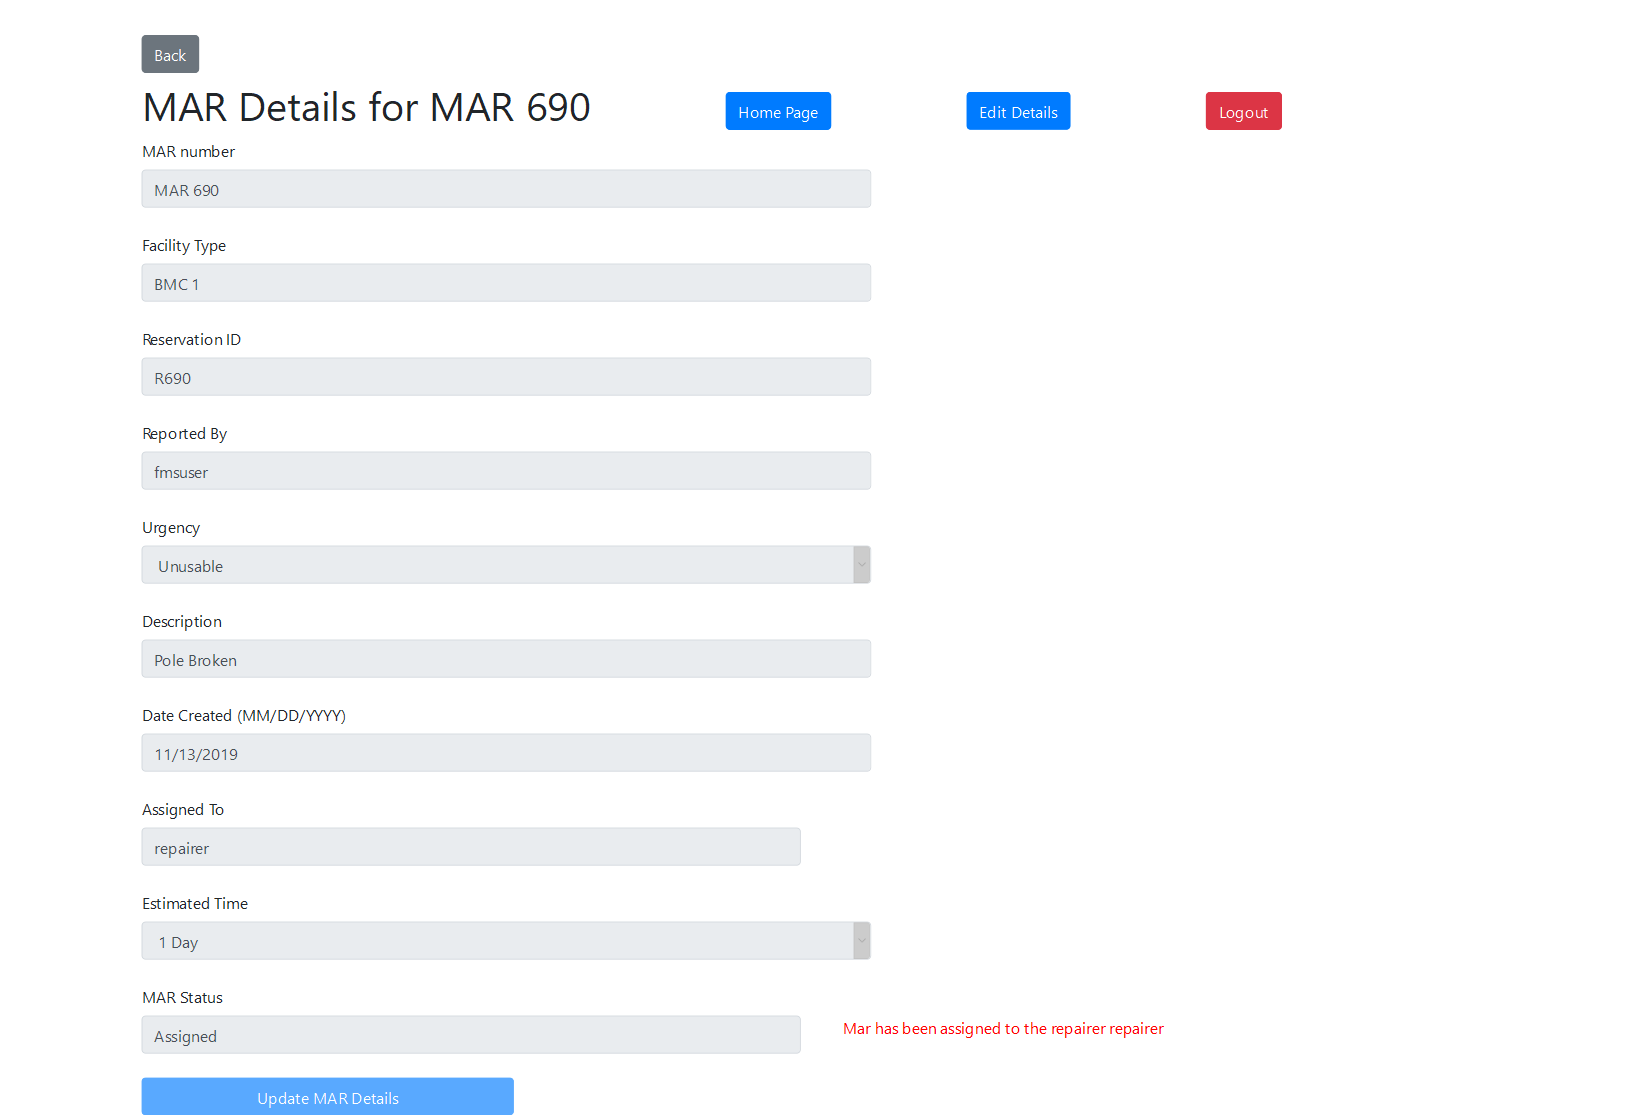 Back
MAR Details for MAR 690
Home Page
Edit Details
Logout
MAR number
MAR 690
Facility Type
BMC 1
Reservation ID
R690
Reported By
fmsuser
Urgency
Unusable
Description
Pole Broken
Date Created (MM/DD/YYYY)
11/13/2019
Assigned To
repairer
Estimated Time
1 Day
MAR Status
Assigned
Mar has been assigned to the repairer repairer
Update MAR Details